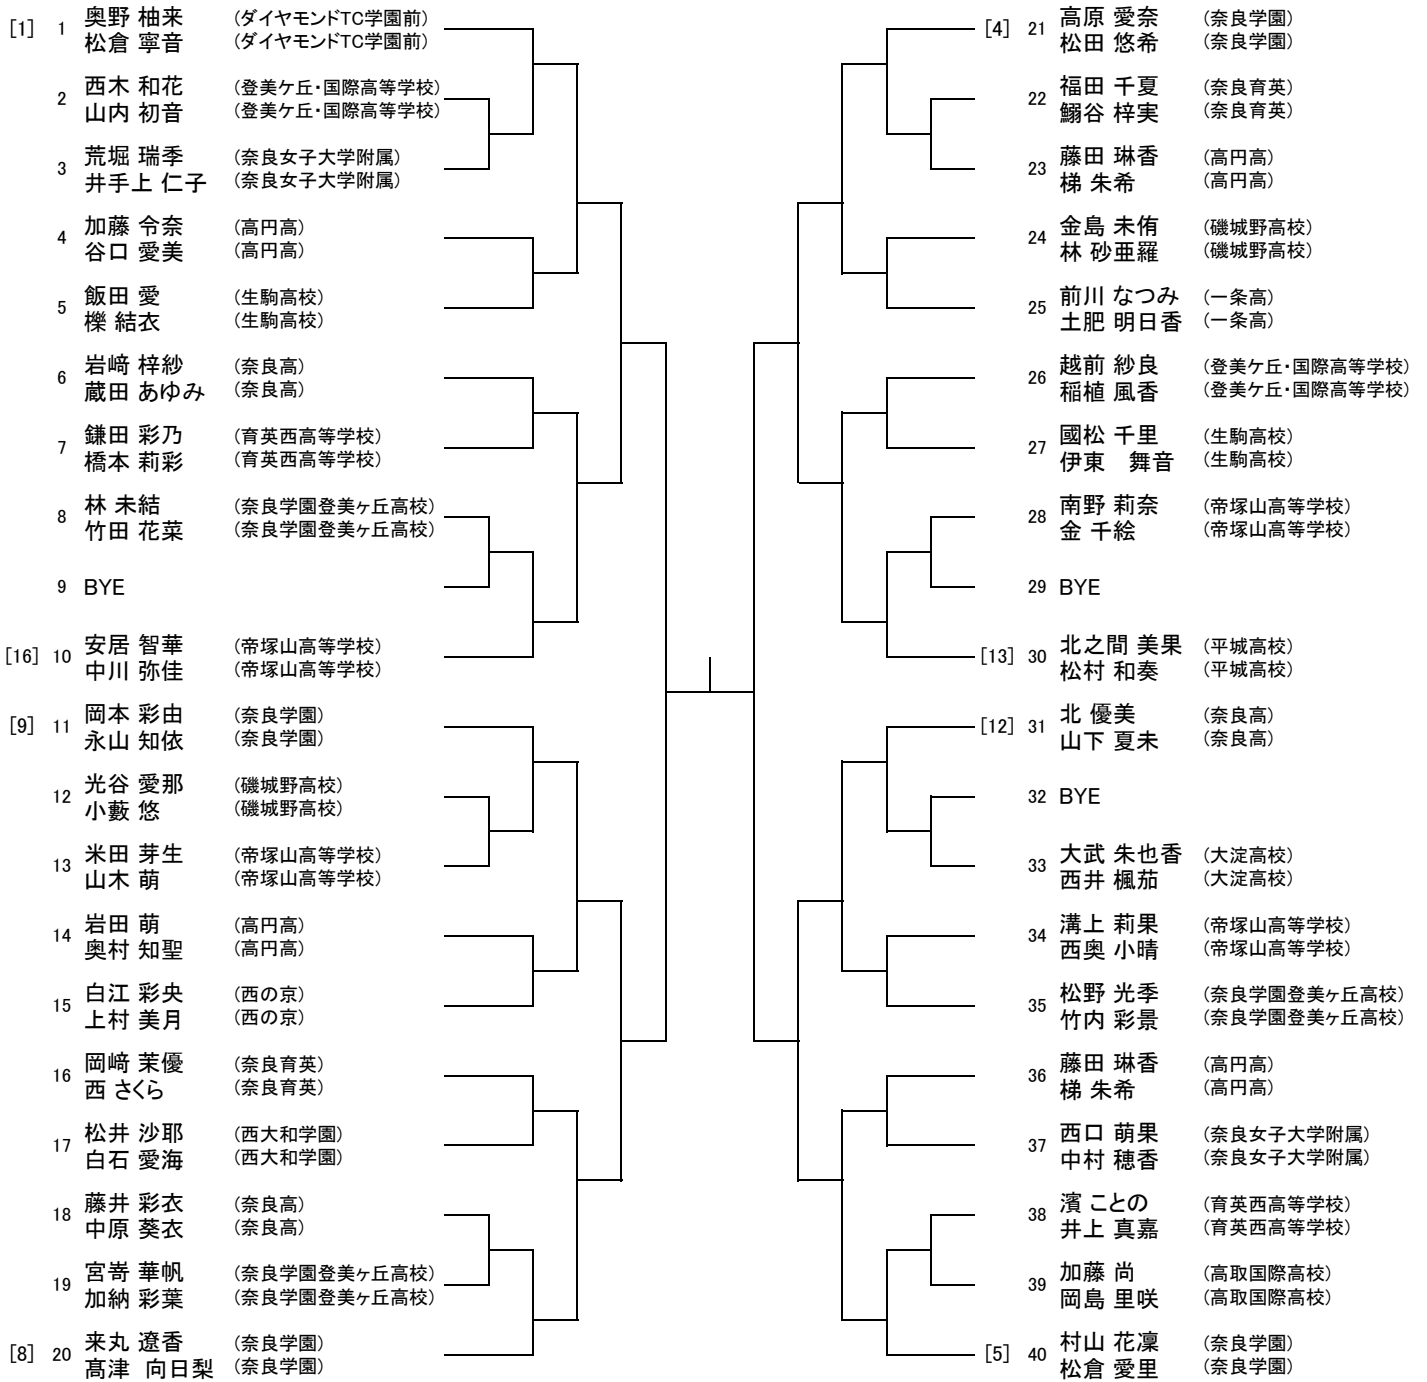 [1] 1 奥野 柚来 (ダイヤモンドTC学園前)
松倉 寧音 (ダイヤモンドTC学園前)
2 西木 和花 (登美ケ丘・国際高等学校)
山内 初音 (登美ケ丘・国際高等学校)
3 荒堀 瑞季 (奈良女子大学附属)
井手上 仁子 (奈良女子大学附属)
4 加藤 令奈 (高円高)
谷口 愛美 (高円高)
5 飯田 愛 (生駒高校)
櫟 結衣 (生駒高校)
6 岩﨑 梓紗 (奈良高)
蔵田 あゆみ (奈良高)
7 鎌田 彩乃 (育英西高等学校)
橋本 莉彩 (育英西高等学校)
8 林 未結 (奈良学園登美ヶ丘高校)
竹田 花菜 (奈良学園登美ヶ丘高校)
9 BYE
[16] 10 安居 智華 (帝塚山高等学校)
中川 弥佳 (帝塚山高等学校)
[9] 11 岡本 彩由 (奈良学園)
永山 知依 (奈良学園)
12 光谷 愛那 (磯城野高校)
小藪 悠 (磯城野高校)
13 米田 芽生 (帝塚山高等学校)
山木 萌 (帝塚山高等学校)
14 岩田 萌 (高円高)
奥村 知聖 (高円高)
15 白江 彩央 (西の京)
上村 美月 (西の京)
16 岡﨑 茉優 (奈良育英)
西 さくら (奈良育英)
17 松井 沙耶 (西大和学園)
白石 愛海 (西大和学園)
18 藤井 彩衣 (奈良高)
中原 葵衣 (奈良高)
19 宮嵜 華帆 (奈良学園登美ヶ丘高校)
加納 彩葉 (奈良学園登美ヶ丘高校)
[8] 20 来丸 遼香 (奈良学園)
髙津 向日梨 (奈良学園)
[4] 21 高原 愛奈 (奈良学園)
松田 悠希 (奈良学園)
22 福田 千夏 (奈良育英)
鰯谷 梓実 (奈良育英)
23 藤田 琳香 (高円高)
梯 朱希 (高円高)
24 金島 未侑 (磯城野高校)
林 砂亜羅 (磯城野高校)
25 前川 なつみ (一条高)
土肥 明日香 (一条高)
26 越前 紗良 (登美ケ丘・国際高等学校)
稲植 風香 (登美ケ丘・国際高等学校)
27 國松 千里 (生駒高校)
伊東 舞音 (生駒高校)
28 南野 莉奈 (帝塚山高等学校)
金 千絵 (帝塚山高等学校)
29 BYE
[13] 30 北之間 美果 (平城高校)
松村 和奏 (平城高校)
[12] 31 北 優美 (奈良高)
山下 夏未 (奈良高)
32 BYE
33 大武 朱也香 (大淀高校)
西井 楓茄 (大淀高校)
34 溝上 莉果 (帝塚山高等学校)
西奥 小晴 (帝塚山高等学校)
35 松野 光季 (奈良学園登美ヶ丘高校)
竹内 彩景 (奈良学園登美ヶ丘高校)
36 藤田 琳香 (高円高)
梯 朱希 (高円高)
37 西口 萌果 (奈良女子大学附属)
中村 穂香 (奈良女子大学附属)
38 濱 ことの (育英西高等学校)
井上 真嘉 (育英西高等学校)
39 加藤 尚 (高取国際高校)
岡島 里咲 (高取国際高校)
[5] 40 村山 花凜 (奈良学園)
松倉 愛里 (奈良学園)